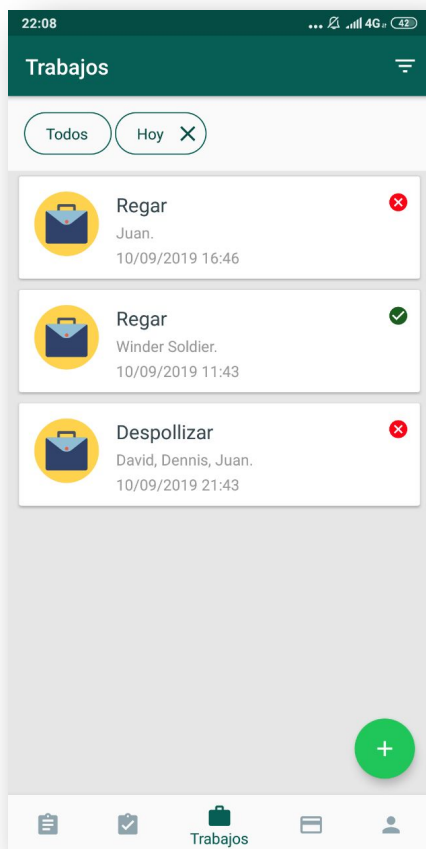 22:08
... 4G 42
Trabajos
Todos
Hoy
Regar
Juan.
10/09/2019 16:46
Regar
Winder Soldier.
10/09/2019 11:43
Despollizar
David, Dennis, Juan.
10/09/2019 21:43
Trabajos